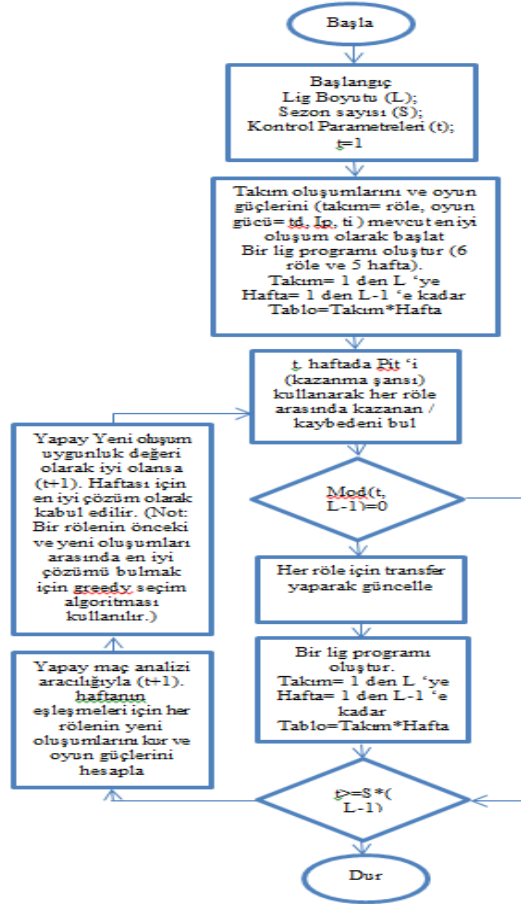 Başla
Başlangıç
Lig Boyutu (L);
Sezon sayısı (S);
Kontrol Parametreleri (t);
t=1
Takım oluşumlarını ve oyun
güçlerini (takım= röle, oyun
gücü= td, Ip, ti ) mevcut en iyi
oluşum olarak başlat
Bir lig programı oluştur (6
röle ve 5 hafta).
Takım= 1 den L ‘ye
Hafta= 1 den L-1 ‘e kadar
Tablo=Takım*Hafta
t. haftada Pit ‘i
(kazanma şansı)
kullanarak her röle
arasında kazanan /
kaybedeni bul
Mod(t,
L-1)=0
Her röle için transfer
yaparak güncelle
Bir lig programı
oluştur.
Takım= 1 den L ‘ye
Hafta= 1 den L-1 ‘e
kadar
Tablo=Takım*Hafta
t>=S*(
L-1)
Dur
Yapay maç analizi
aracılığıyla (t+1).
haftanın
eşleşmeleri için her
rölenin yeni
oluşumlarını kur ve
oyun güçlerini
hesapla
Yapay Yeni oluşum
uygunluk değeri
olarak iyi olansa
(t+1). Haftası için
en iyi çözüm olarak
kabul edilir. (Not:
Bir rölenin önceki
ve yeni oluşumları
arasında en iyi
çözümü bulmak
için greedy seçim
algoritması
kullanılır.)